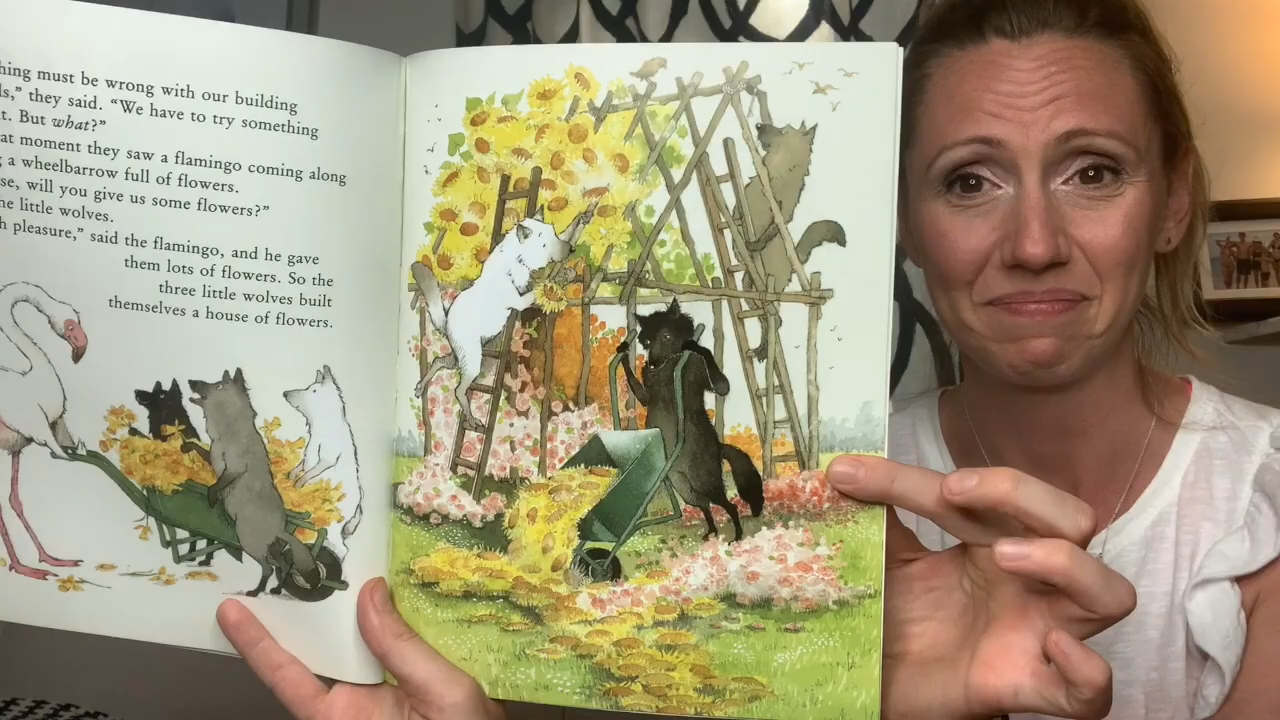 hing must be wrong with our building
ls," they said. "We have to try something
t. But what?"
at moment they saw a flamingo coming along
g a wheelbarrow full of flowers.
se, will you give us some flowers?"
he little wolves.
h pleasure," said the flamingo, and he gave
them lots of flowers. So the
three little wolves built
themselves a house of flowers.